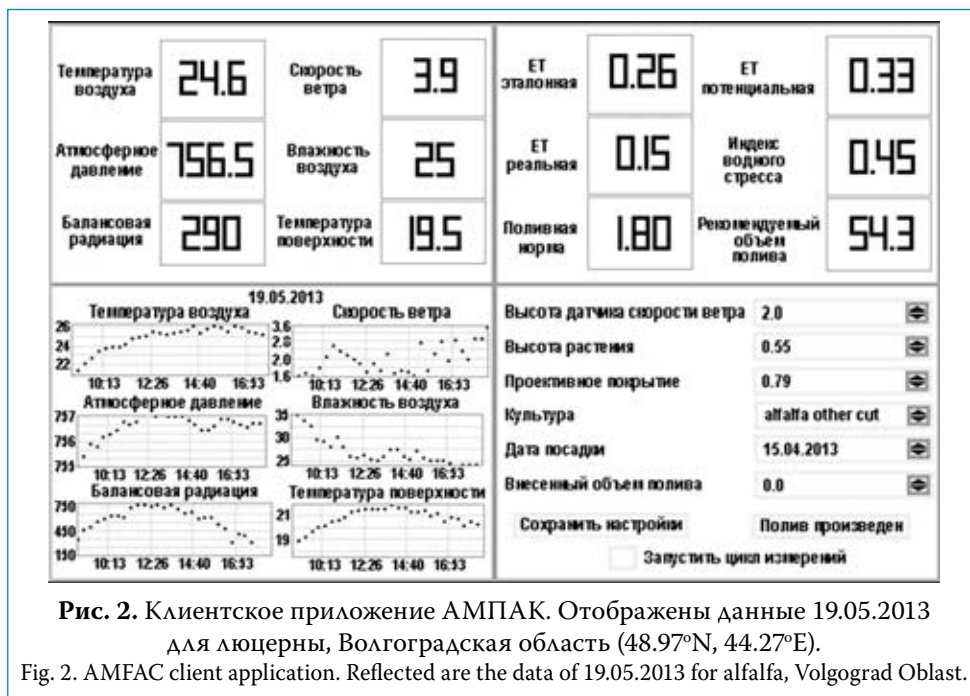 Температура воздуха 24.6 Скорость ветра 3.9
Атмосферное давление 756.5 Влажность воздуха 25
Балансовая радиация 290 Температура поверхности 19.5
ET эталонная 0.26 ET потенциальная 0.33
ET реальная 0.15 Индекс водного стресса 0.45
Поливная норма 1.80 Рекомендуемый объем полива 54.3
19.05.2013
Температура воздуха Скорость ветра
26 24 22
10:13 12:26 14:40 16:53
3.6 2.8 2.0 1.6
10:13 12:26 14:40 16:53
Атмосферное давление Влажность воздуха
757 756 755
10:13 12:26 14:40 16:53
35 30 25
10:13 12:26 14:40 16:53
Балансовая радиация Температура поверхности
750 450 150
10:13 12:26 14:40 16:53
21 19
10:13 12:26 14:40 16:53
Высота датчика скорости ветра 2.0
Высота растения 0.55
Проективное покрытие 0.79
Культура alfalfa other cut
Дата посадки 15.04.2013
Внесенный объем полива 0.0
Сохранить настройки Полив произведен
Запустить цикл измерений
Рис. 2. Клиентское приложение АМПАК. Отображены данные 19.05.2013
для люцерны, Волгоградская область (48.97°N, 44.27°E).
Fig. 2. AMFAC client application. Reflected are the data of 19.05.2013 for alfalfa, Volgograd Oblast.